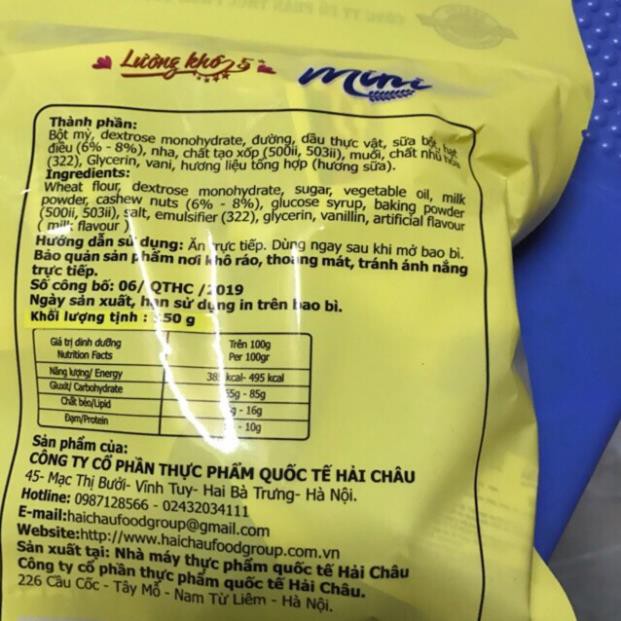 Lương khô
mini
Thành phần:
Bột mỳ, dextrose monohydrate, đường, dầu thực vật, sữa bột, hạt
điều (6% - 8%), nha, chất tạo xốp (500ii, 503ii), muối, chất nhũ hóa
(322), Glycerin, vani, hương liệu tổng hợp (hương sữa).
Ingredients:
Wheat flour, dextrose monohydrate, sugar, vegetable oil, milk
powder, cashew nuts (6% - 8%), glucose syrup, baking powder
(500ii, 503ii), salt, emulsifier (322), glycerin, vanillin, artificial flavour
( milk flavour )
Hướng dẫn sử dụng: Ăn trực tiếp. Dùng ngay sau khi mở bao bì.
Bảo quản sản phẩm nơi khô ráo, thoáng mát, tránh ánh nắng
trực tiếp.
Số công bố: 06/ QTHC /2019
Ngày sản xuất, hạn sử dụng in trên bao bì.
Khối lượng tịnh : 50 g
Giá trị dinh dưỡng Trên 100g
Nutrition Facts Per 100gr
Năng lượng/ Energy kcal- 495 kcal
Gluxit/ Carbohydrate - 85g
Chất béo/Lipid - 16g
Đạm/Protein - 10g
Sản phẩm của:
CÔNG TY CỔ PHẦN THỰC PHẨM QUỐC TẾ HẢI CHÂU
45- Mạc Thị Bưởi- Vĩnh Tuy- Hai Bà Trưng- Hà Nội.
Hotline: 0987128566 - 02432034111
E-mail:haichaufoodgroup@gmail.com
Website:http://www.haichaufoodgroup.com.vn
Sản xuất tại: Nhà máy thực phẩm quốc tế Hải Châu
Công ty cổ phần thực phẩm quốc tế Hải Châu.
226 Cầu Cốc - Tây Mỗ - Nam Từ Liêm - Hà Nội.